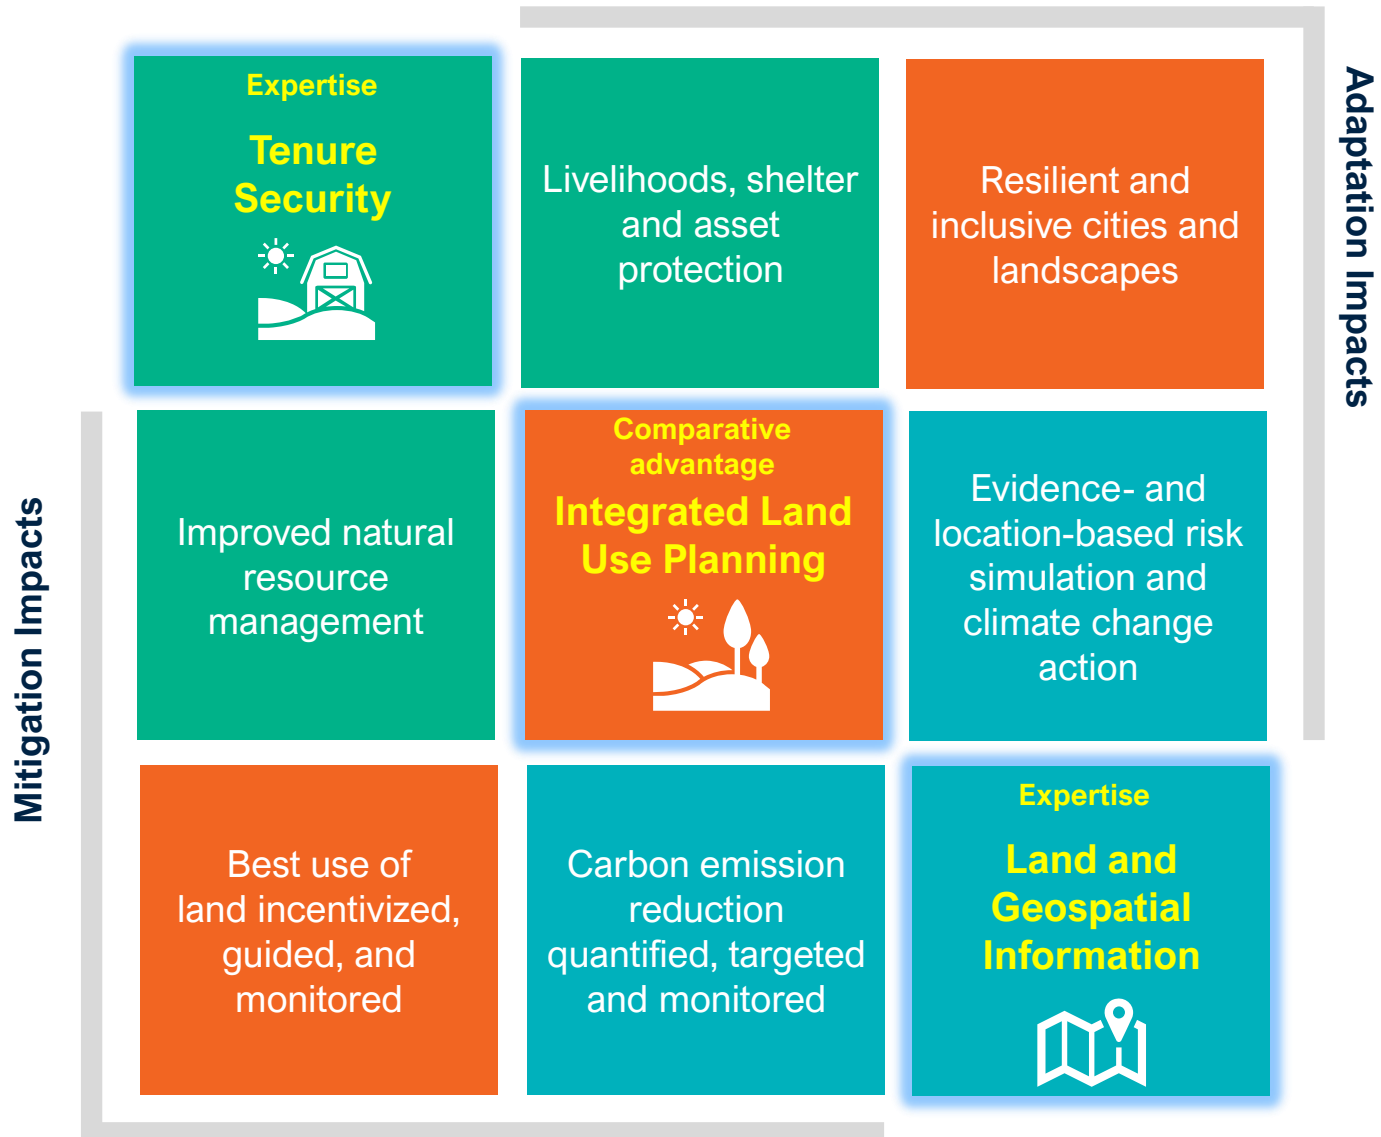 Adaptation Impacts
Expertise
Tenure
Security
Livelihoods, shelter
and asset
protection
Resilient and
inclusive cities and
landscapes
Mitigation Impacts
Improved natural
resource
management
Comparative
advantage
Integrated Land
Use Planning
Evidence- and
location-based risk
simulation and
climate change
action
Best use of
land incentivized,
guided, and
monitored
Carbon emission
reduction
quantified, targeted
and monitored
Expertise
Land and
Geospatial
Information